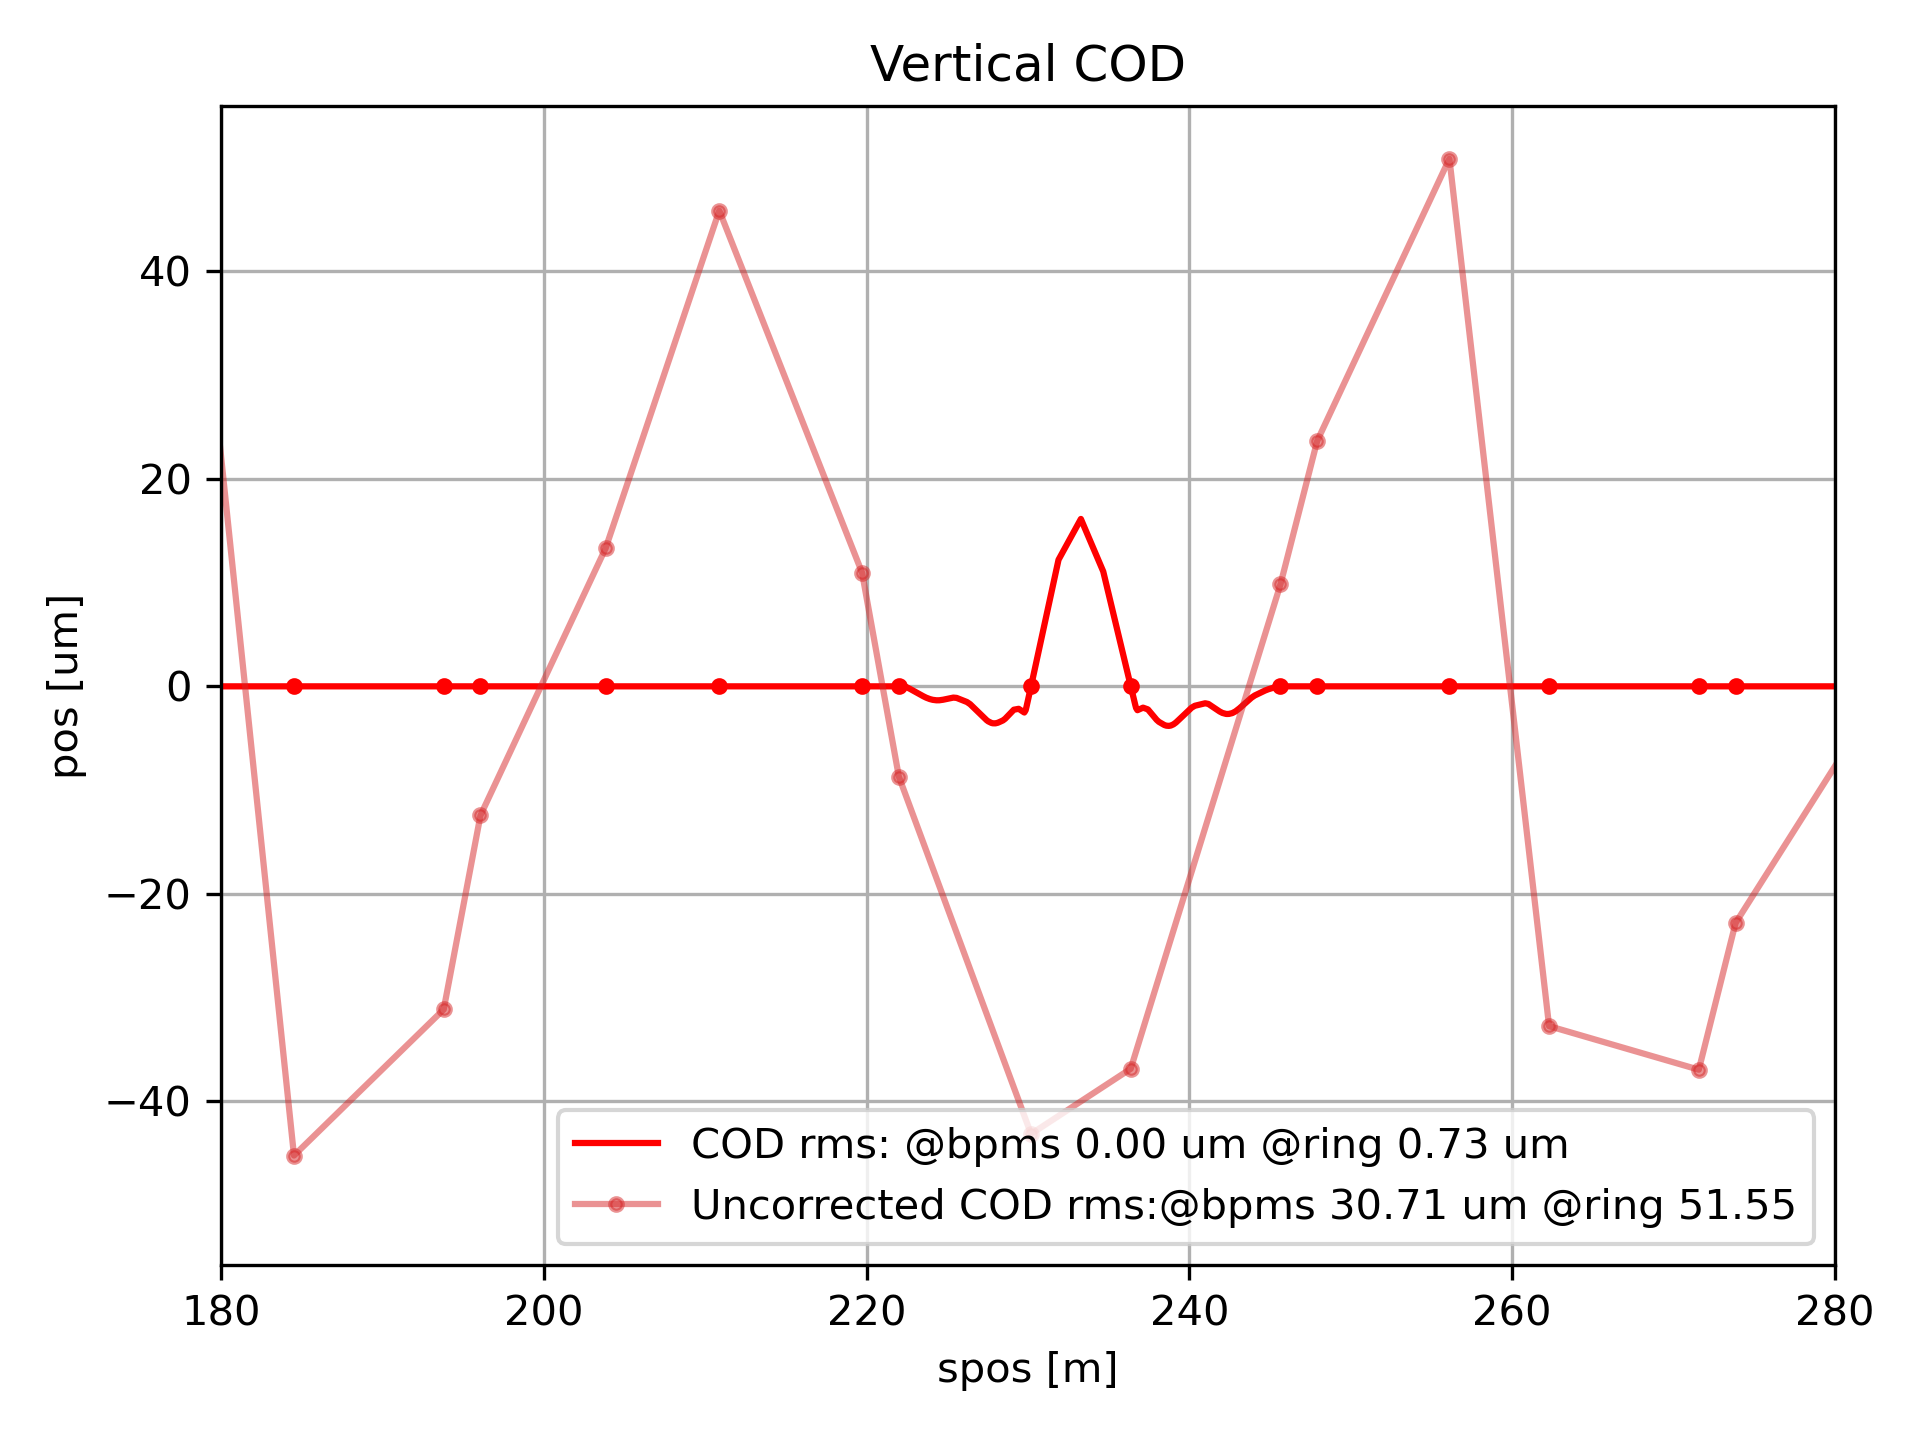 Vertical COD
40
20
0
−20
−40
pos [um]
COD rms: @bpms 0.00 um @ring 0.73 um
Uncorrected COD rms:@bpms 30.71 um @ring 51.55
180 200 220 240 260 280
spos [m]